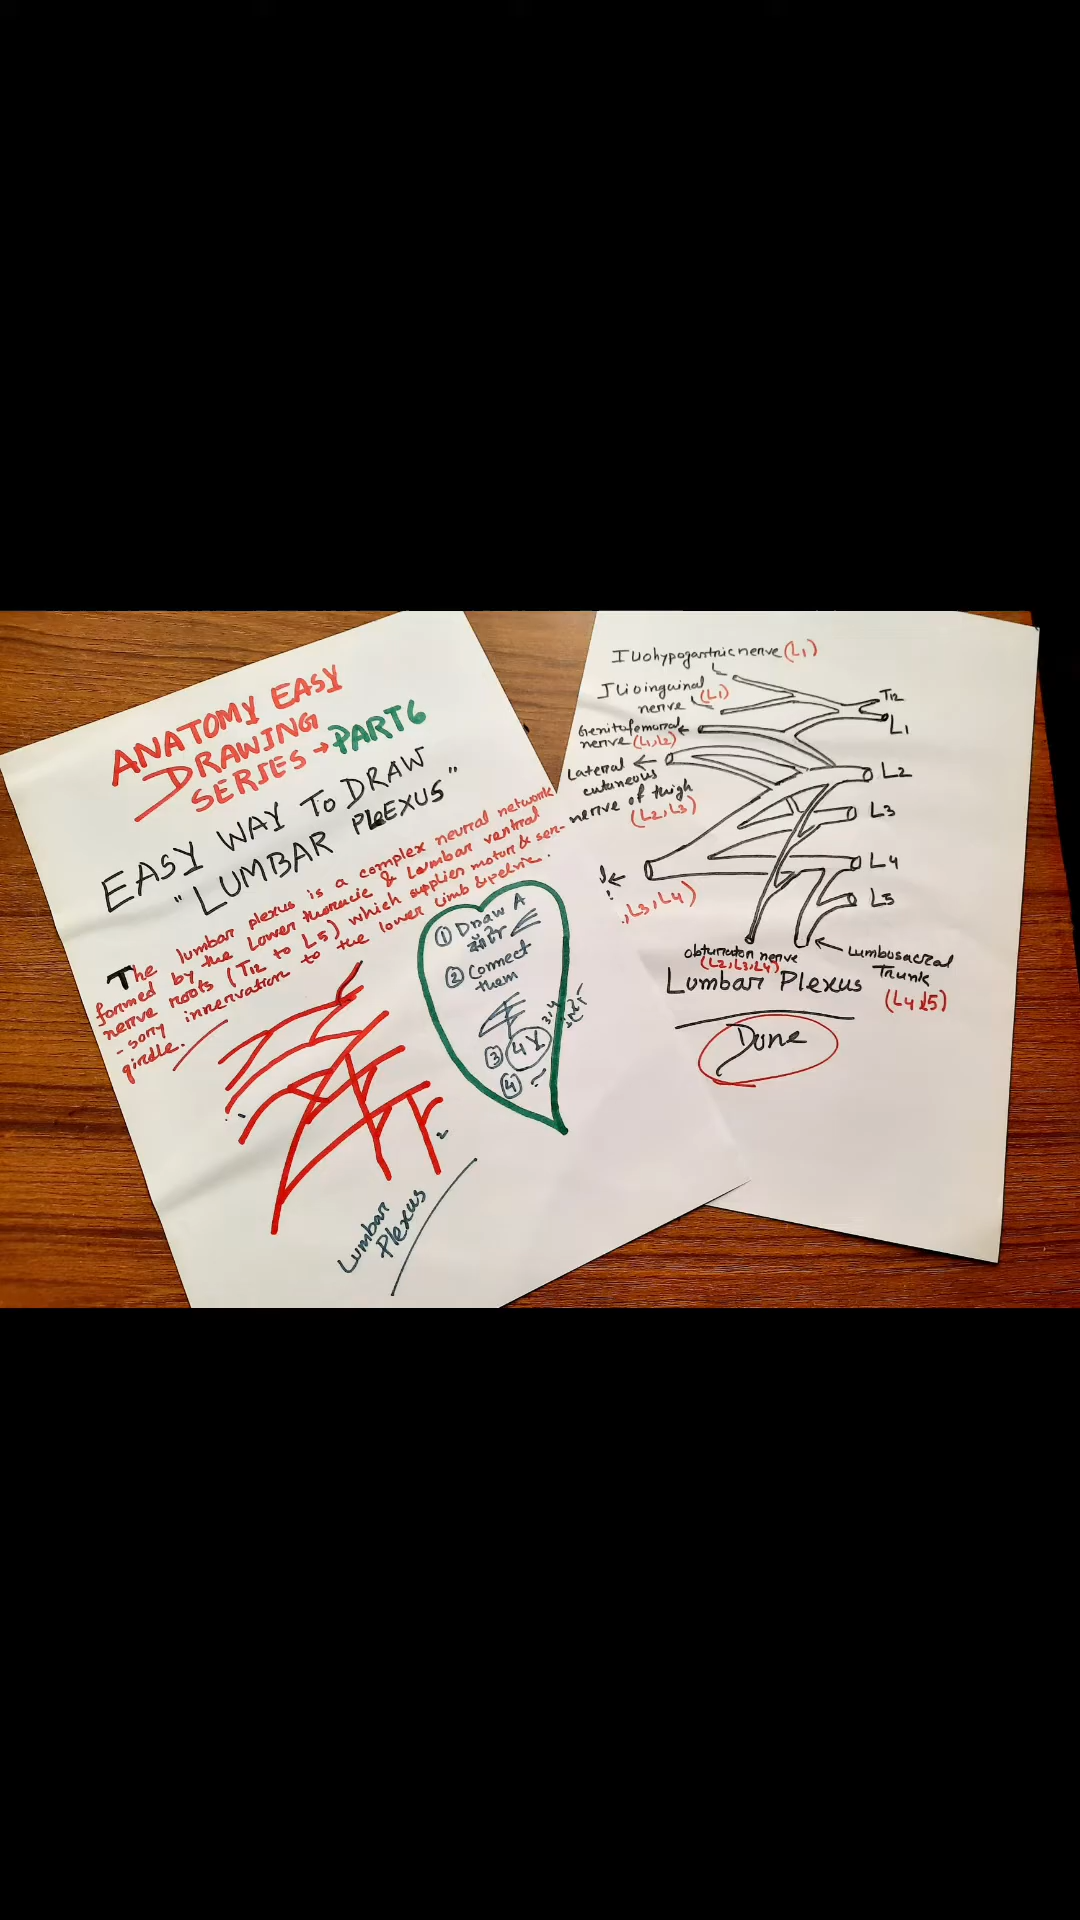 ANATOMY EASY
DRAWING
SERIES → PART 6
EASY WAY TO DRAW
"LUMBAR PLEXUS"
The lumbar plexus is a complex neural network
formed by the lower thoracic & Lumbar ventral
nerve roots (T12 to L5) which supplies motor & sen-
-sory innervation to the lower limb & pelvic
girdle.
① Draw A
② Connect
them
③ 4Y
④
Lumbar
Plexus
Iliohypogastric nerve (L1)
Ilioinguinal (L1)
nerve
Genitofemoral
nerve (L1, L2)
Lateral
cutaneous
nerve of thigh
(L2, L3)
, L3, L4)
T12
L1
L2
L3
L4
L5
obturator nerve
(L2, L3, L4)
Lumbosacral
Trunk
(L4, L5)
Lumbar Plexus
Done